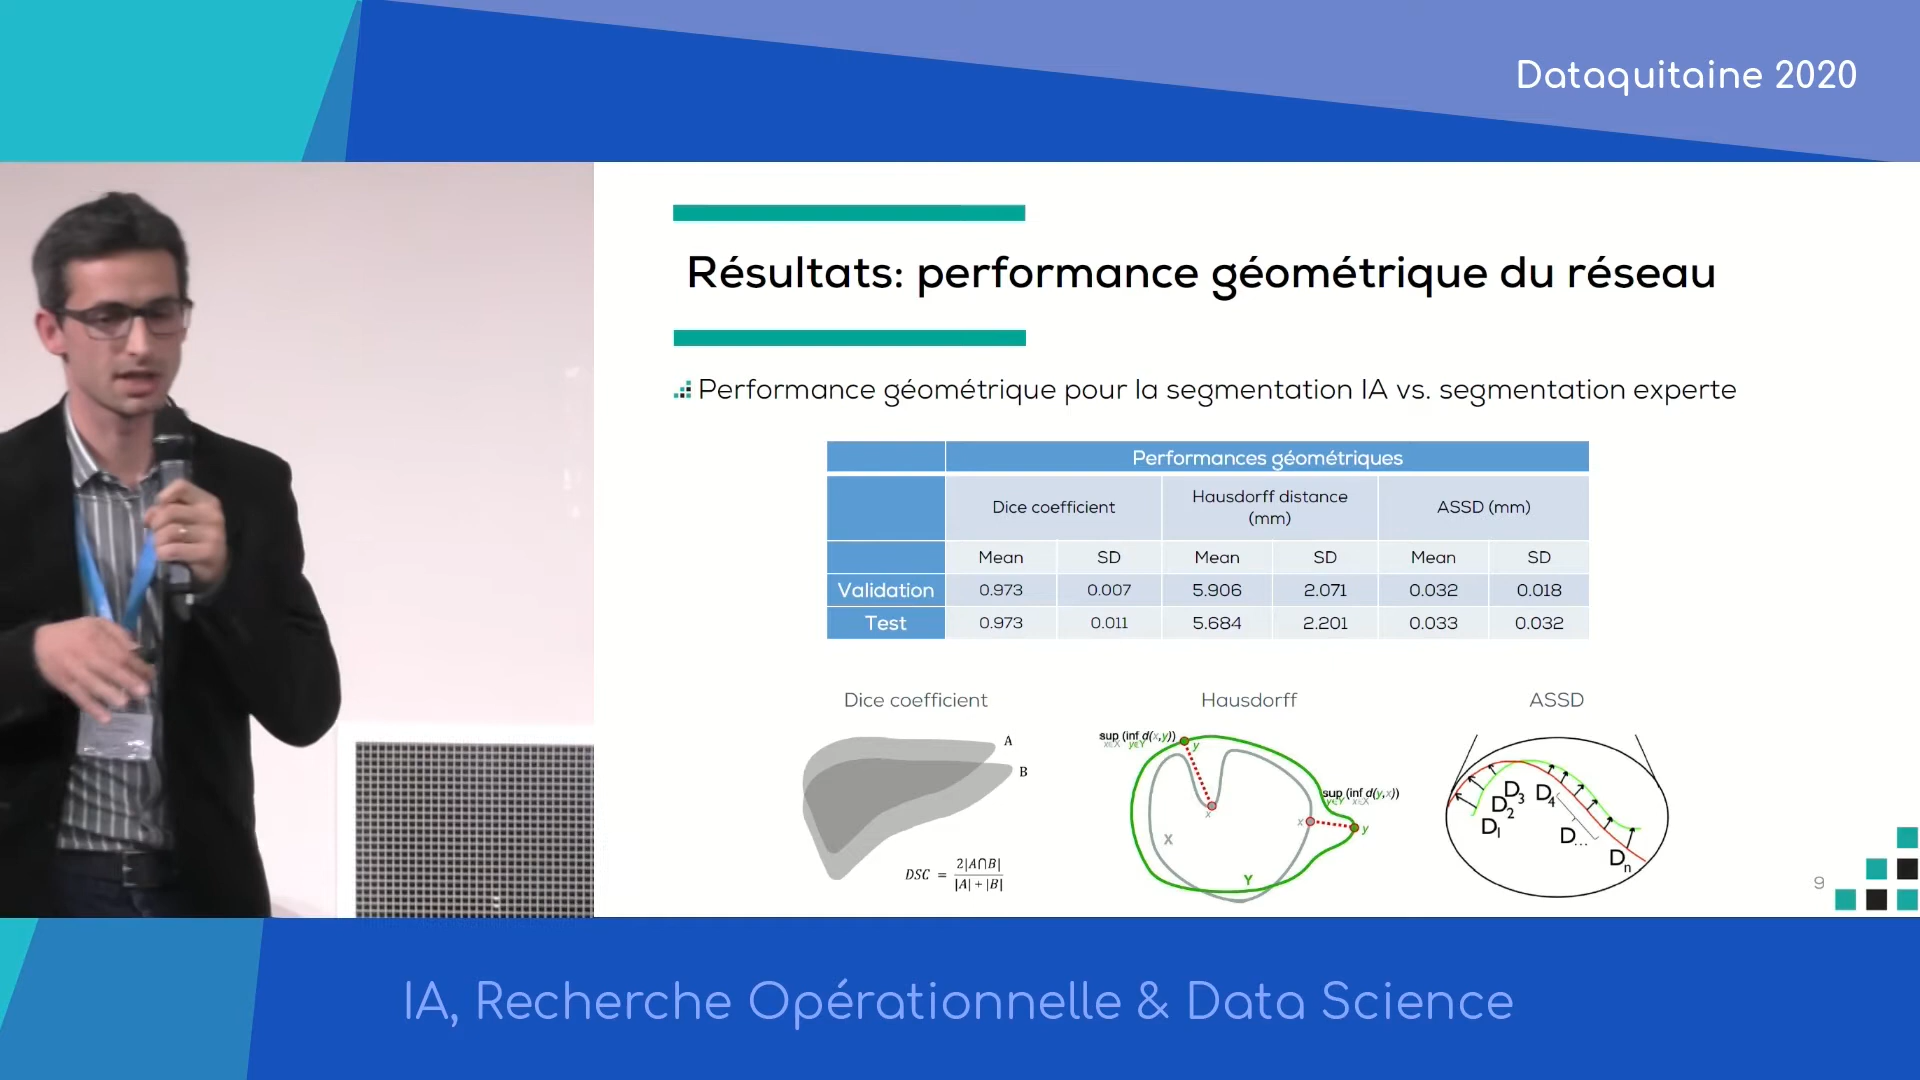 Dataquitaine 2020
Résultats: performance géométrique du réseau
Performance géométrique pour la segmentation IA vs. segmentation experte
Performances géométriques
Dice coefficient Hausdorff distance (mm) ASSD (mm)
Mean SD Mean SD Mean SD
Validation 0.973 0.007 5.906 2.071 0.032 0.018
Test 0.973 0.011 5.684 2.201 0.033 0.032
Dice coefficient Hausdorff ASSD
A
B
DSC = 2|A∩B| / |A| + |B|
sup (inf d(x,y))
x∈X y∈Y
y
x
X
Y
sup (inf d(y,x))
y∈Y x∈X
x
y
D1 D2 D3 D4 D... Dn
9
IA, Recherche Opérationnelle & Data Science